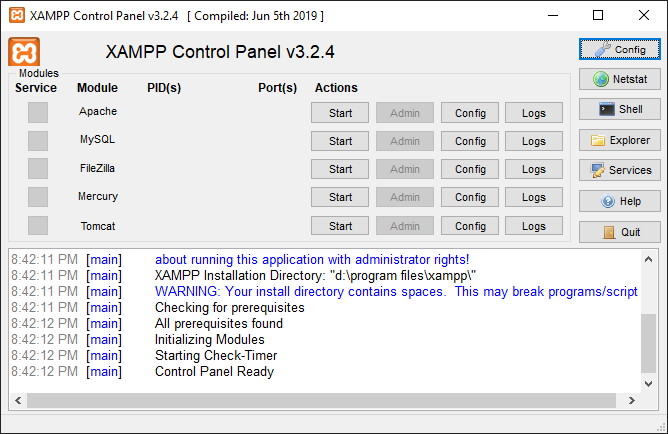 XAMPP Control Panel v3.2.4 [ Compiled: Jun 5th 2019 ]
XAMPP Control Panel v3.2.4
Config
Modules
Service Module PID(s) Port(s) Actions
Netstat
Apache Start Admin Config Logs
Shell
MySQL Start Admin Config Logs
Explorer
FileZilla Start Admin Config Logs
Services
Mercury Start Admin Config Logs
Help
Tomcat Start Admin Config Logs
Quit
8:42:11 PM [main] about running this application with administrator rights!
8:42:11 PM [main] XAMPP Installation Directory: "d:\program files\xampp\"
8:42:11 PM [main] WARNING: Your install directory contains spaces. This may break programs/script
8:42:11 PM [main] Checking for prerequisites
8:42:12 PM [main] All prerequisites found
8:42:12 PM [main] Initializing Modules
8:42:12 PM [main] Starting Check-Timer
8:42:12 PM [main] Control Panel Ready